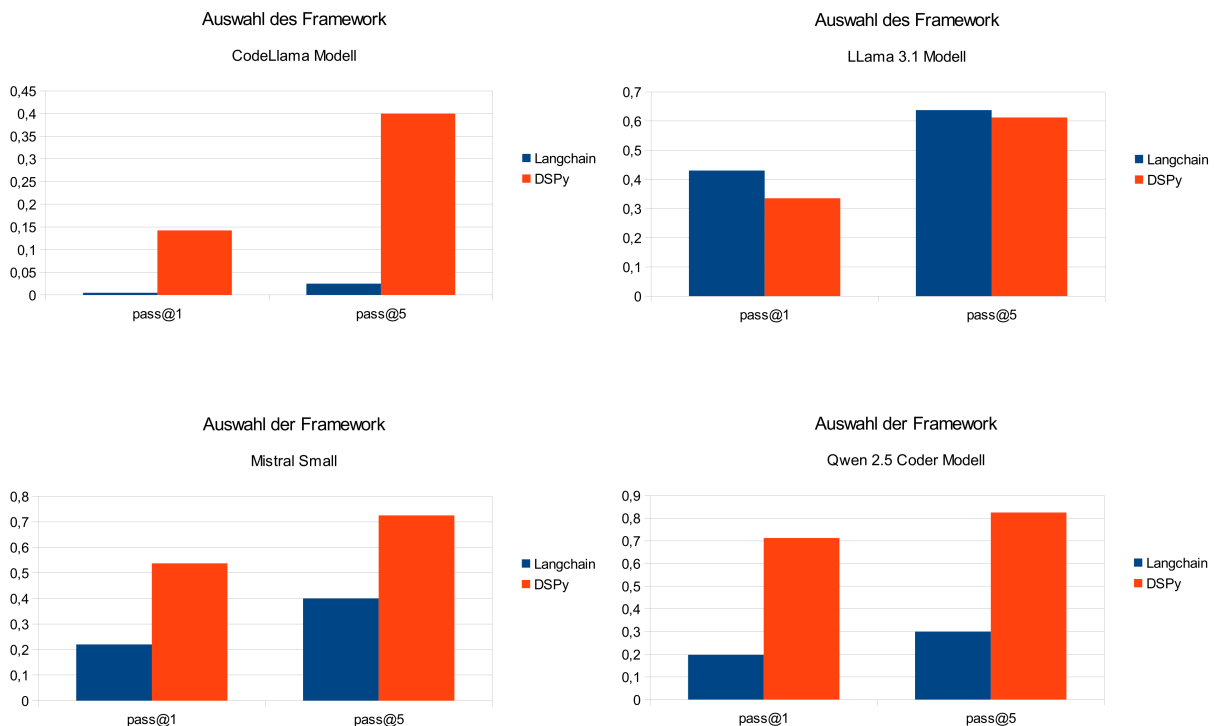 Auswahl des Framework
CodeLlama Modell
0,45
0,4
0,35
0,3
0,25
0,2
0,15
0,1
0,05
0
pass@1
pass@5
Langchain
DSPy
Auswahl des Framework
LLama 3.1 Modell
0,7
0,6
0,5
0,4
0,3
0,2
0,1
0
pass@1
pass@5
Langchain
DSPy
Auswahl der Framework
Mistral Small
0,8
0,7
0,6
0,5
0,4
0,3
0,2
0,1
0
pass@1
pass@5
Langchain
DSPy
Auswahl der Framework
Qwen 2.5 Coder Modell
0,9
0,8
0,7
0,6
0,5
0,4
0,3
0,2
0,1
0
pass@1
pass@5
Langchain
DSPy